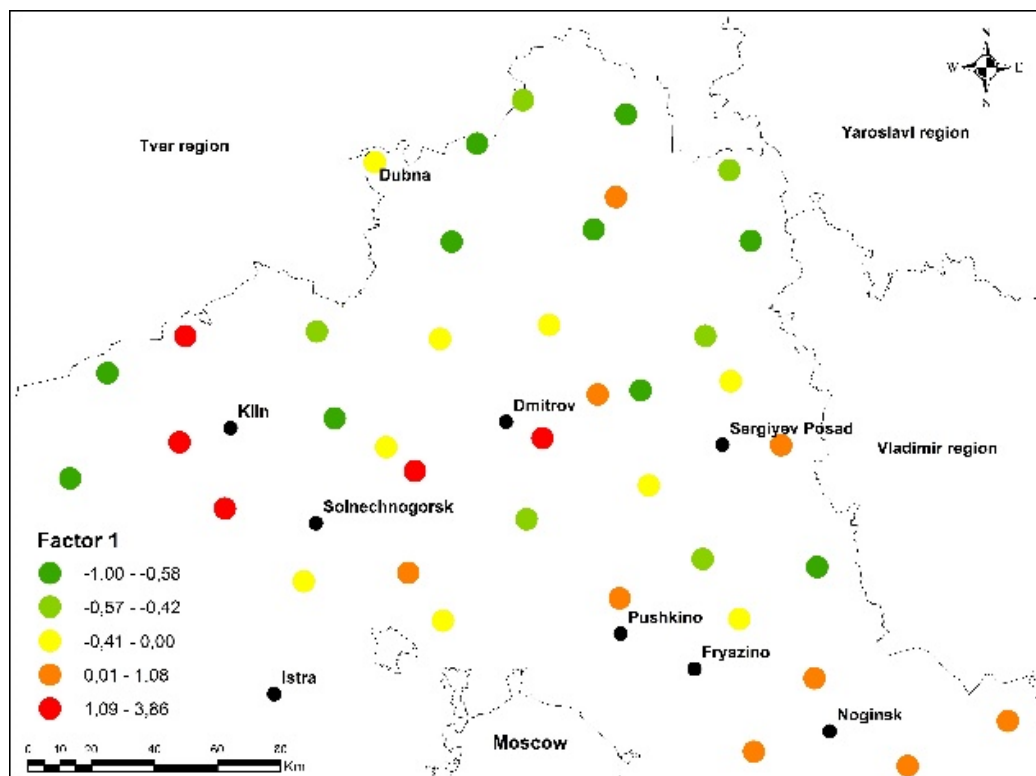 N
W E
S
Tver region
Yaroslavl region
Dubna
Klin
Dmitrov
Sergiyev Posad
Vladimir region
Solnechnogorsk
Factor 1
-1.00 - -0,58
-0,57 - -0,42
-0,41 - 0,00
0,01 - 1,08
1,09 - 3,86
Pushkino
Fryazino
Istra
Noginsk
Moscow
0 10 20 40 60 80
Km